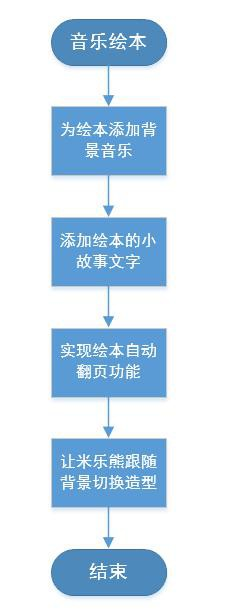 音乐绘本
为绘本添加背
景音乐
添加绘本的小
故事文字
实现绘本自动
翻页功能
让米乐熊跟随
背景切换造型
结束